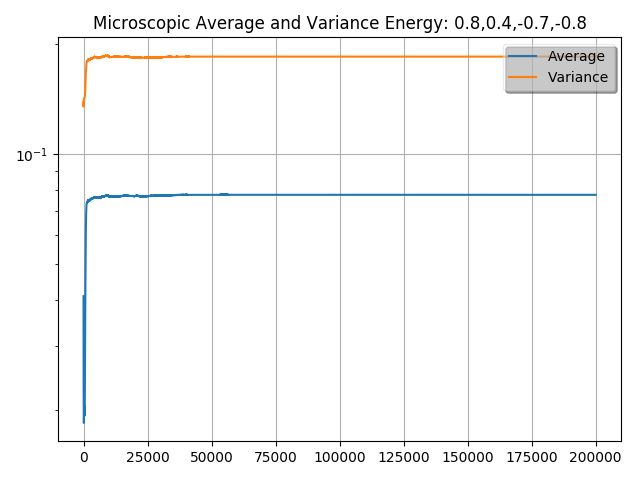 Microscopic Average and Variance Energy: 0.8,0.4,-0.7,-0.8
Average
Variance
10⁻¹
0 25000 50000 75000 100000 125000 150000 175000 200000